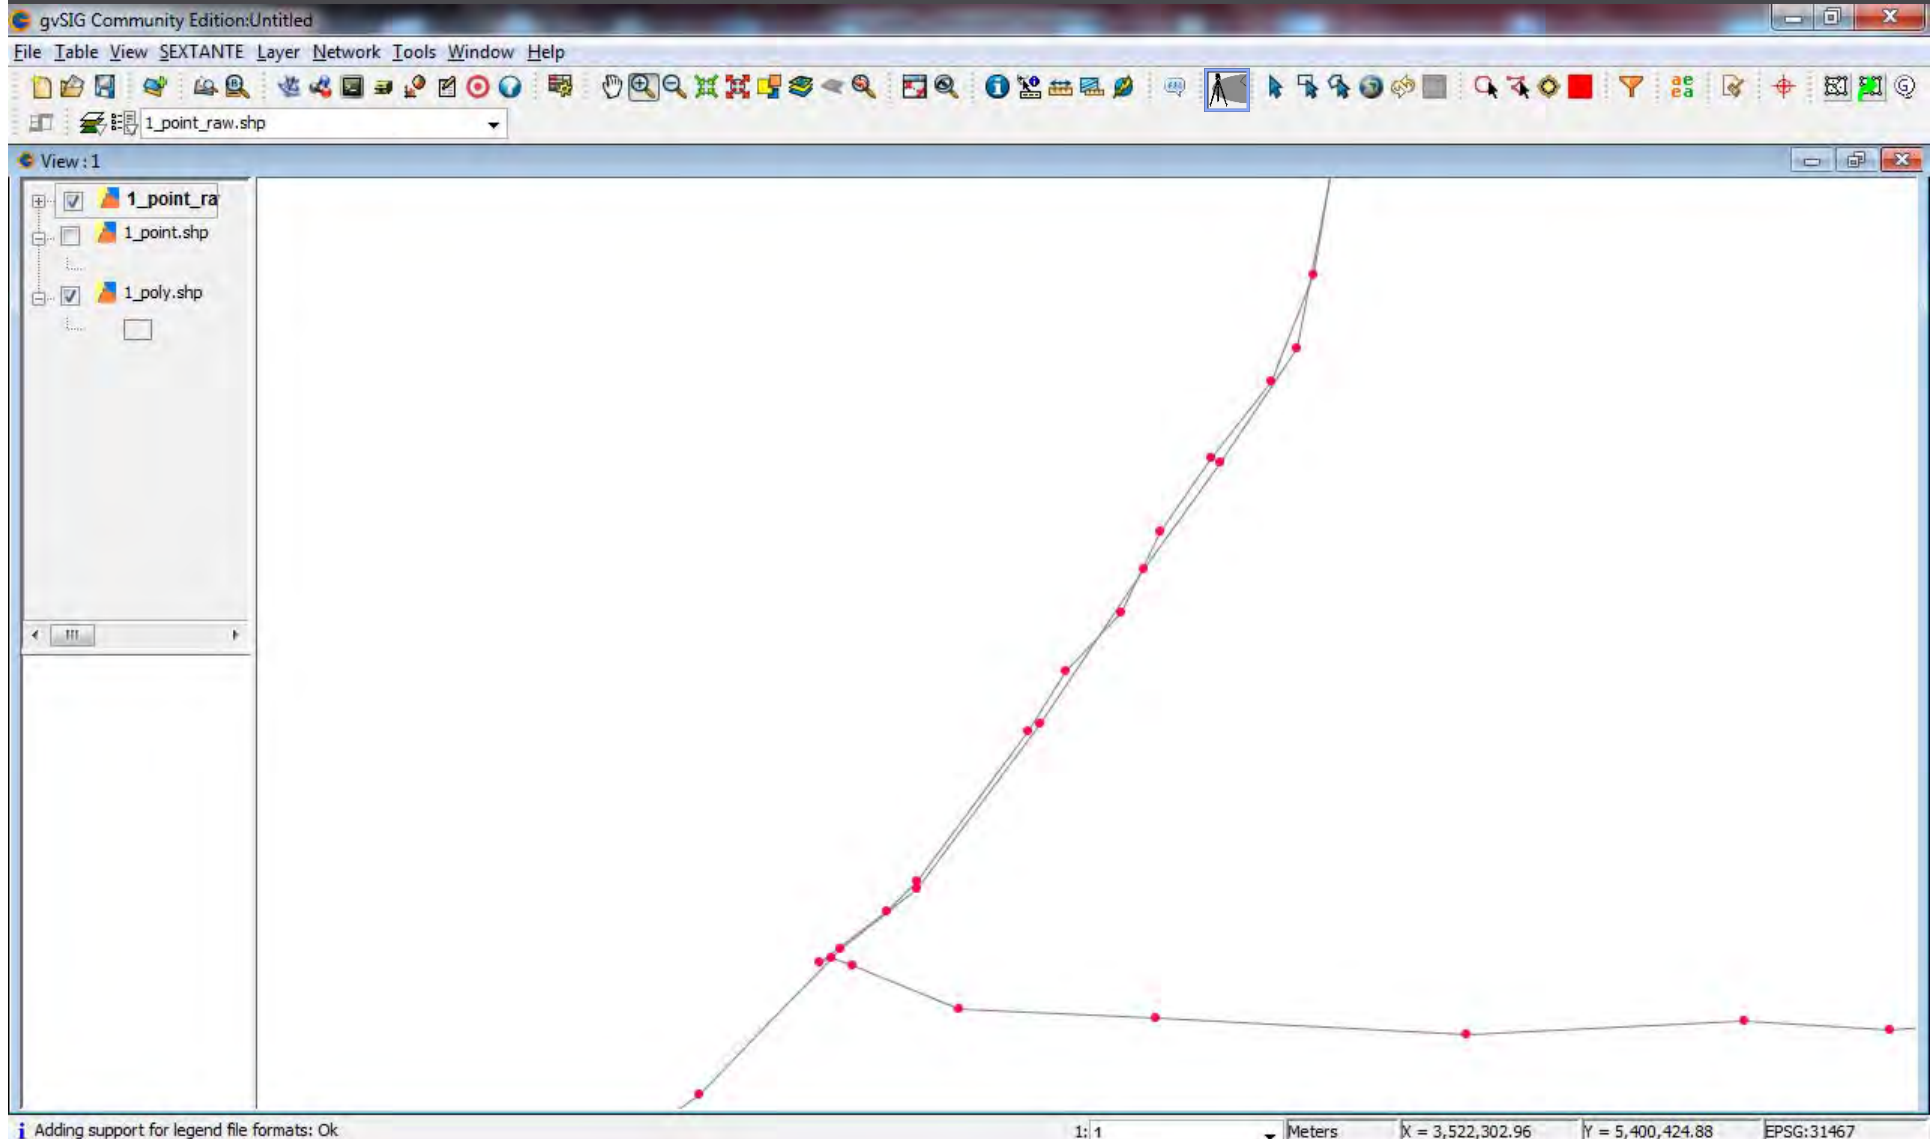 gvSIG Community Edition:Untitled
File Table View SEXTANTE Layer Network Tools Window Help
1_point_raw.shp
View : 1
1_point_ra
1_point.shp
1_poly.shp
Adding support for legend file formats: Ok
1: 1
Meters
X = 3,522,302.96
Y = 5,400,424.88
EPSG:31467